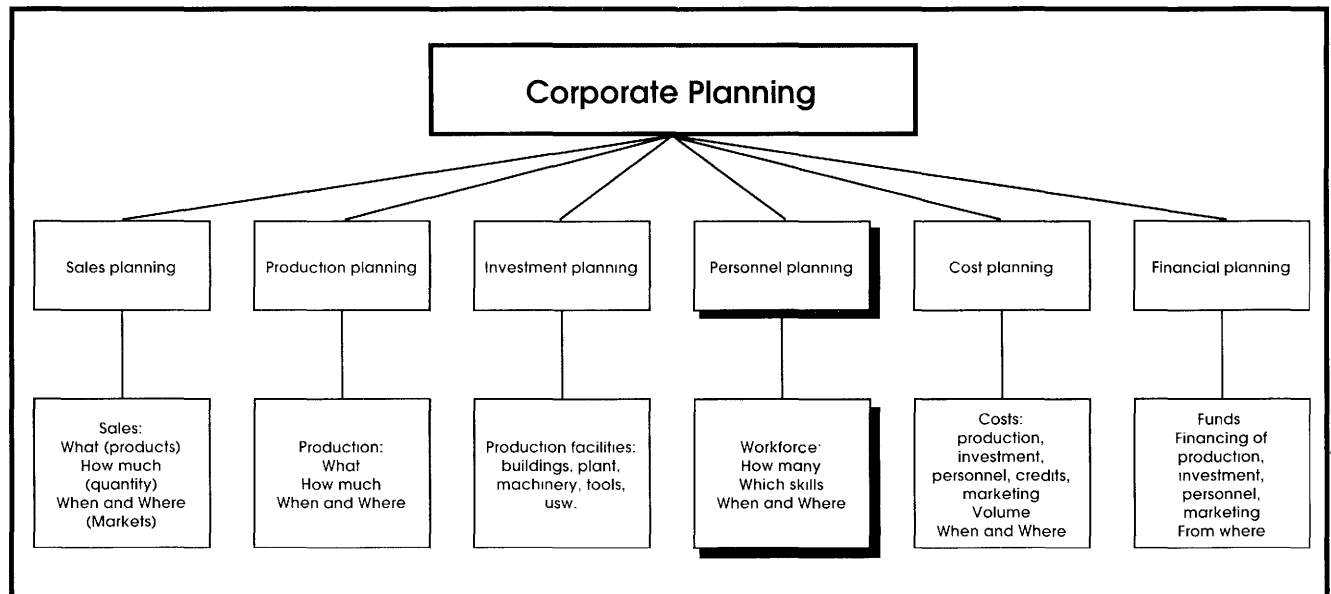 Corporate Planning
Sales planning
Production planning
Investment planning
Personnel planning
Cost planning
Financial planning
Sales:
What (products)
How much
(quantity)
When and Where
(Markets)
Production:
What
How much
When and Where
Production facilities:
buildings, plant,
machinery, tools,
usw.
Workforce:
How many
Which skills
When and Where
Costs:
production,
investment,
personnel, credits,
marketing
Volume
When and Where
Funds
Financing of
production,
investment,
personnel,
marketing
From where